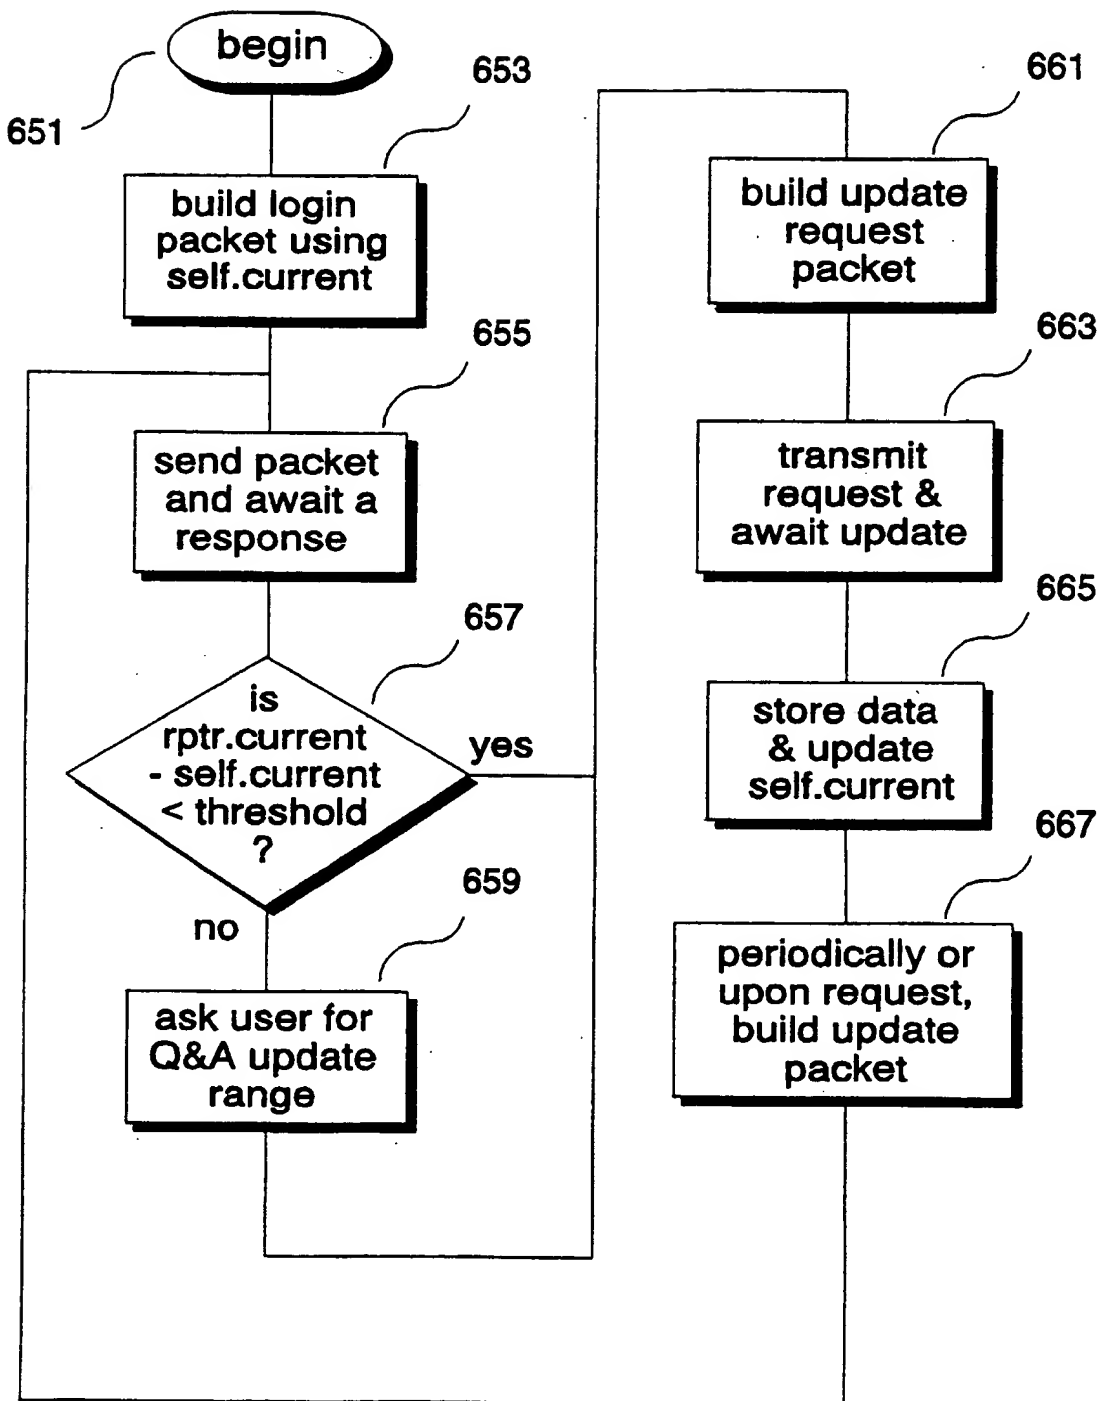 begin
651
653
build login
packet using
self.current
655
send packet
and await a
response
657
is
rptr.current
- self.current
< threshold
?
yes
no
659
ask user for
Q&A update
range
661
build update
request
packet
663
transmit
request &
await update
665
store data
& update
self.current
667
periodically or
upon request,
build update
packet